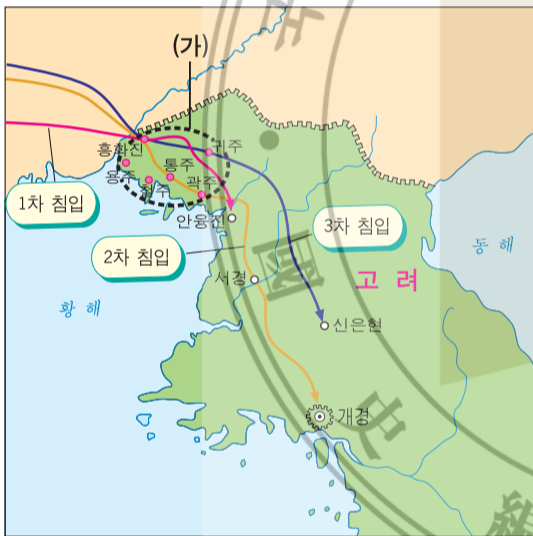 (가)
흥화진
귀주
용주
통주
철주
곽주
1차 침입
안융진
3차 침입
2차 침입
동해
서경
고려
황해
신은현
개경
國
史